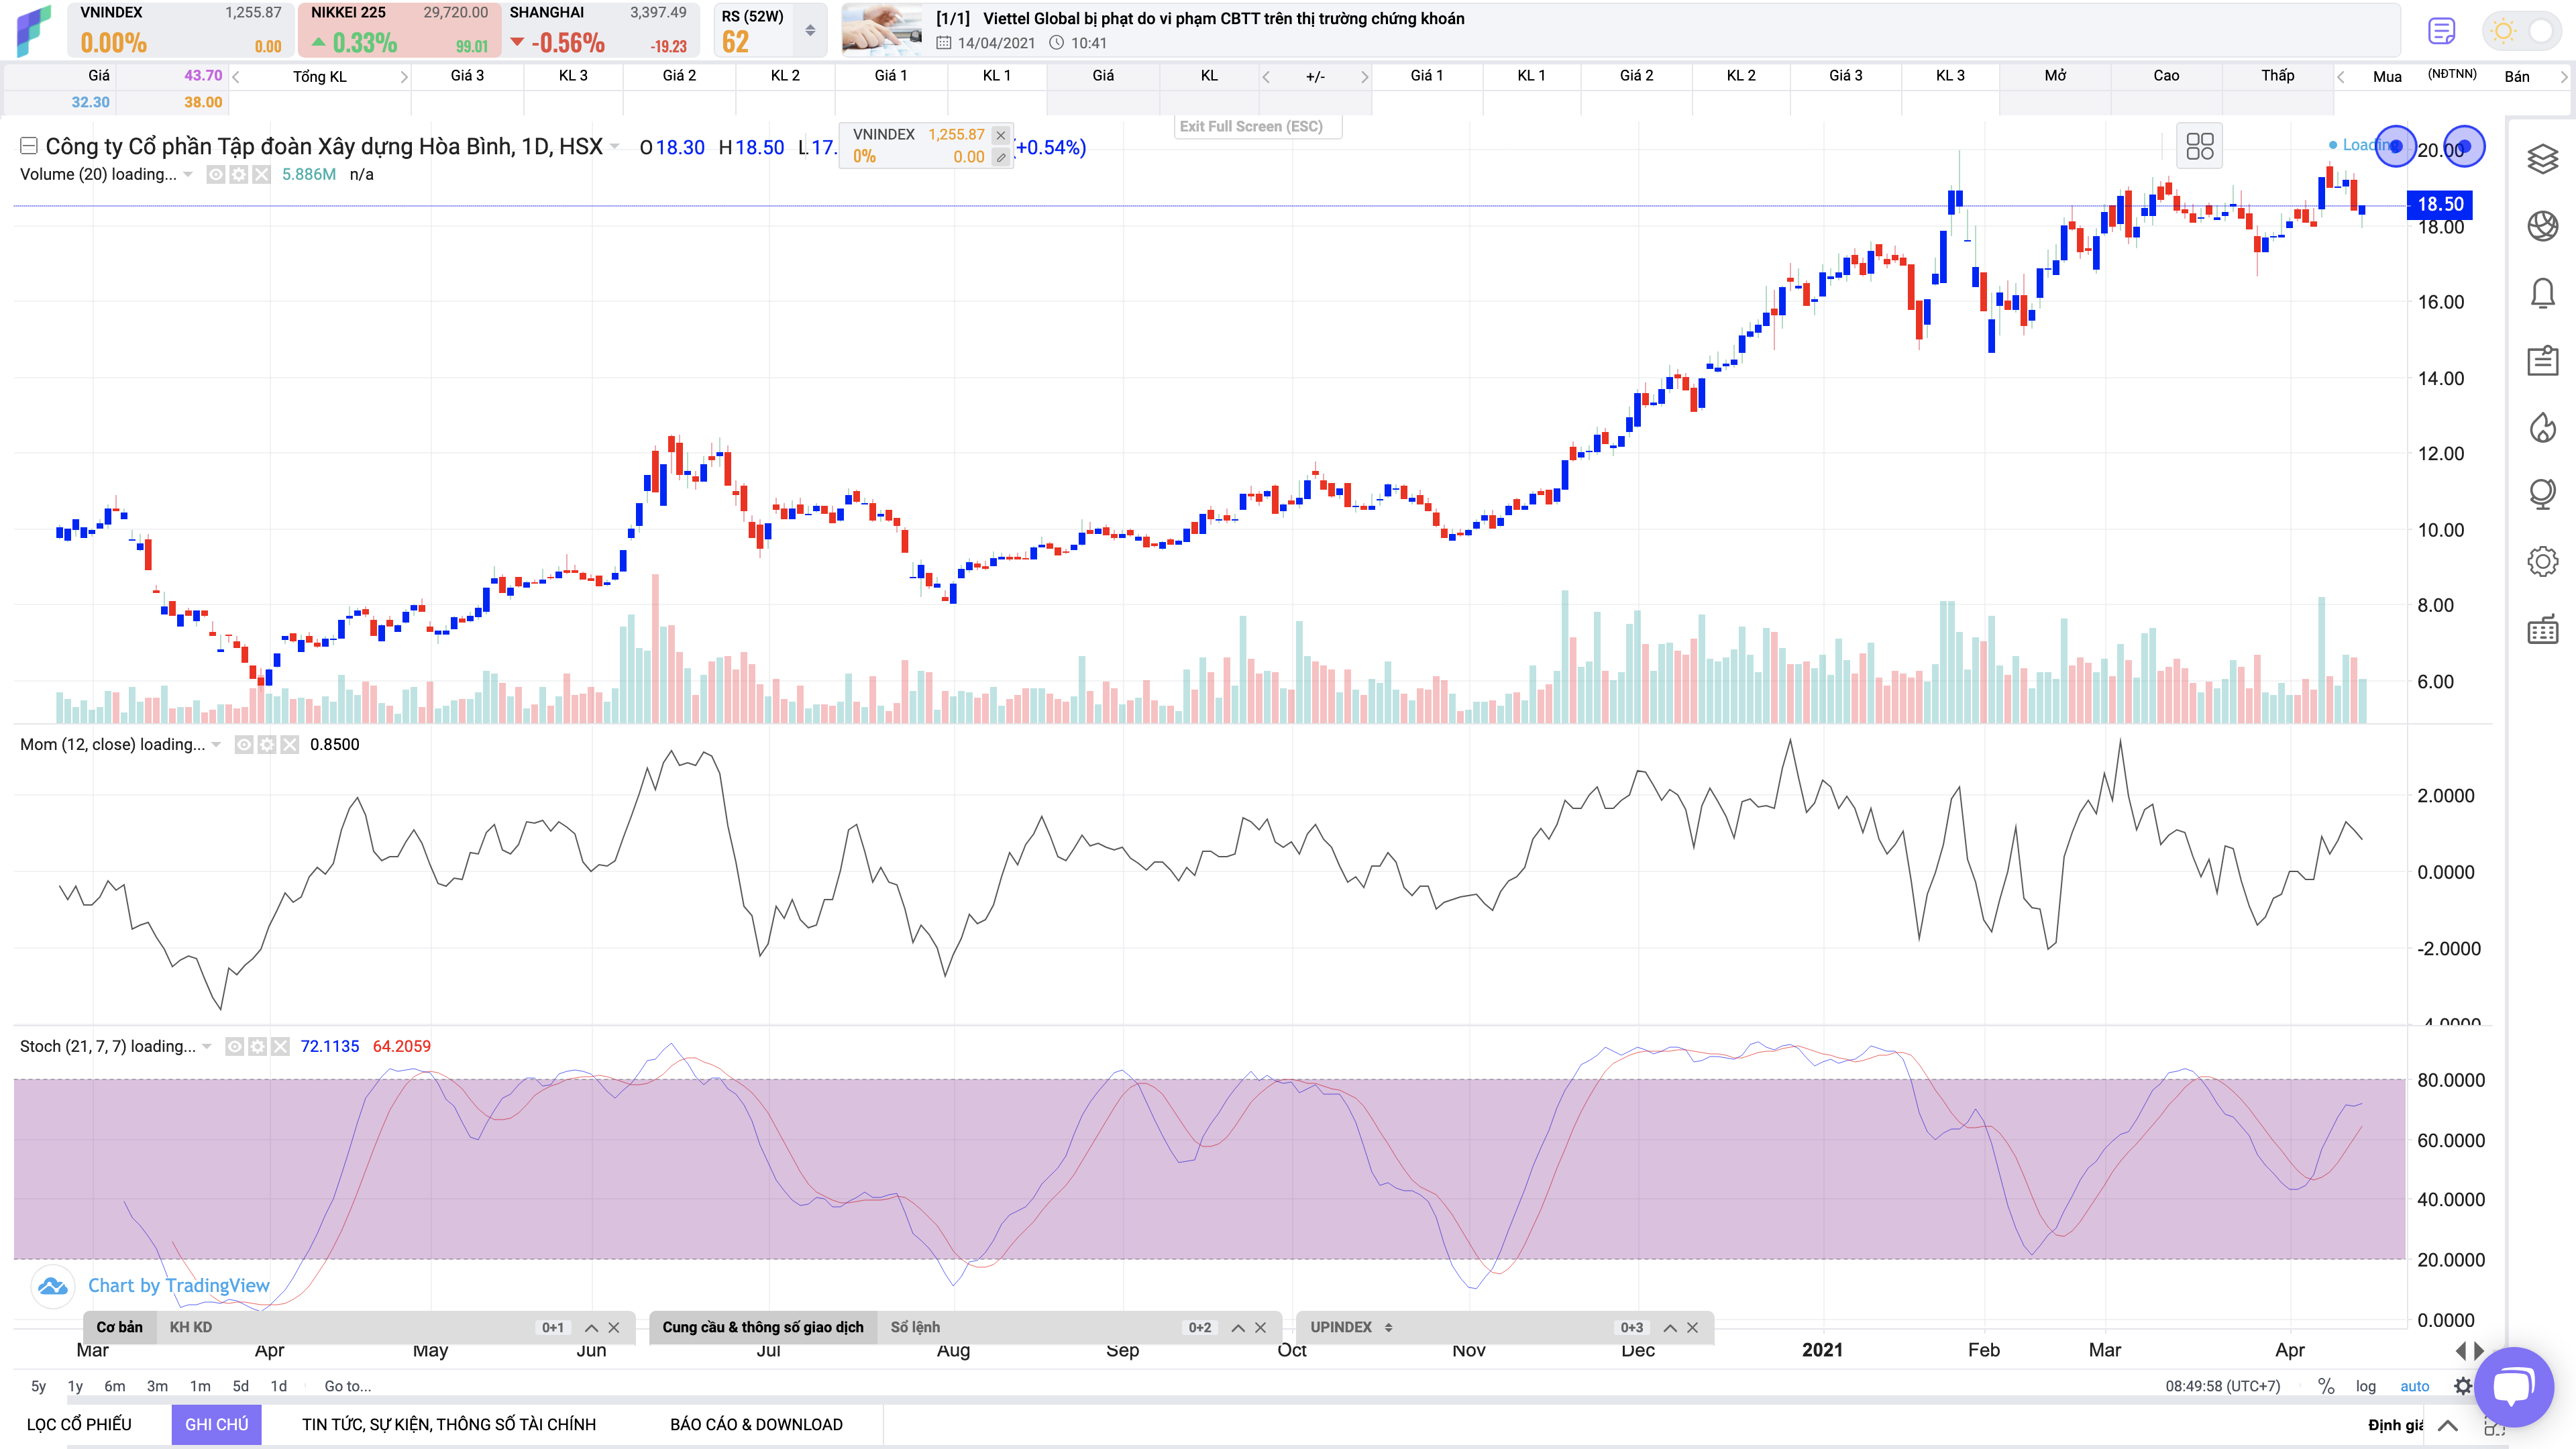 VNINDEX 1,255.87 NIKKEI 225 29,720.00 SHANGHAI 3,397.49 RS (52W)
0.00% 0.00 0.33% 99.01 -0.56% -19.23 62
[1/1] Viettel Global bị phạt do vi phạm CBTT trên thị trường chứng khoán
14/04/2021 10:41
Giá 43.70 Tổng KL Giá 3 KL 3 Giá 2 KL 2 Giá 1 KL 1 Giá KL +/- Giá 1 KL 1 Giá 2 KL 2 Giá 3 KL 3 Mở Cao Thấp Mua (NĐTNN) Bán
32.30 38.00
Exit Full Screen (ESC)
Công ty Cổ phần Tập đoàn Xây dựng Hòa Bình, 1D, HSX O 18.30 H 18.50 L 17. (+0.54%)
VNINDEX 1,255.87
0% 0.00
Volume (20) loading... 5.886M n/a
Loading
20.00
18.50
18.00
16.00
14.00
12.00
10.00
8.00
6.00
Mom (12, close) loading... 0.8500
2.0000
0.0000
-2.0000
-4.0000
Stoch (21, 7, 7) loading... 72.1135 64.2059
80.0000
60.0000
40.0000
20.0000
0.0000
Chart by TradingView
Cơ bản KH KD 0+1 Cung cầu & thông số giao dịch Sổ lệnh 0+2 UPINDEX 0+3
Mar Apr May Jun Jul Aug Sep Oct Nov Dec 2021 Feb Mar Apr
5y 1y 6m 3m 1m 5d 1d Go to... 08:49:58 (UTC+7) % log auto
LỌC CỔ PHIẾU GHI CHÚ TIN TỨC, SỰ KIỆN, THÔNG SỐ TÀI CHÍNH BÁO CÁO & DOWNLOAD Định giá